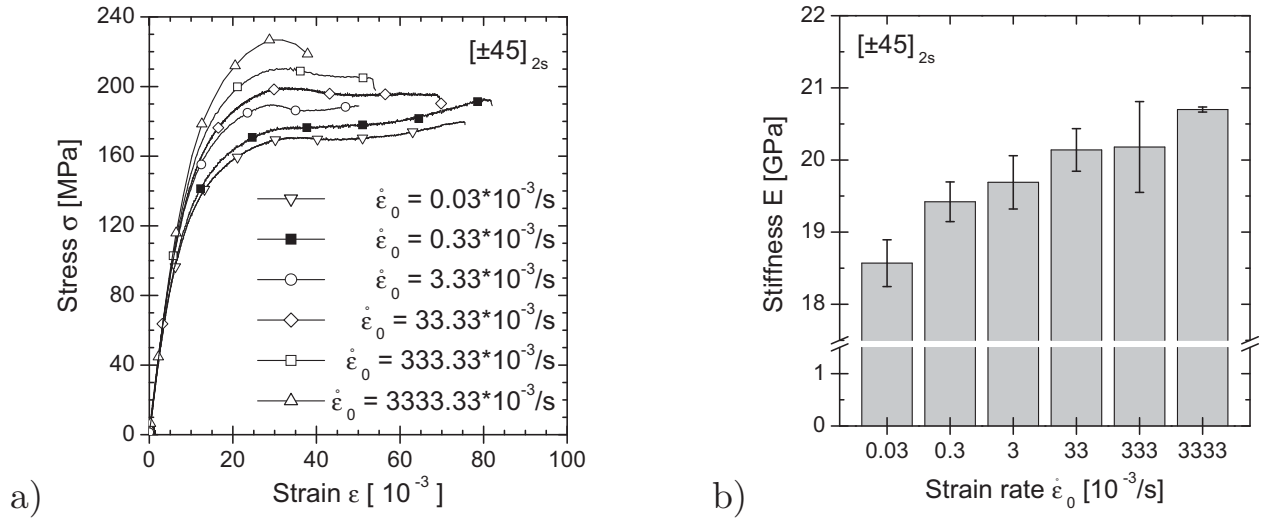 240
200
160
120
80
40
0
Stress σ [MPa]
[±45]2s
ε̇0 = 0.03*10-3/s
ε̇0 = 0.33*10-3/s
ε̇0 = 3.33*10-3/s
ε̇0 = 33.33*10-3/s
ε̇0 = 333.33*10-3/s
ε̇0 = 3333.33*10-3/s
0 20 40 60 80 100
Strain ε [ 10-3 ]
a)
22
21
20
19
18
1
0
Stiffness E [GPa]
[±45]2s
0.03 0.3 3 33 333 3333
Strain rate ε̇0 [10-3/s]
b)